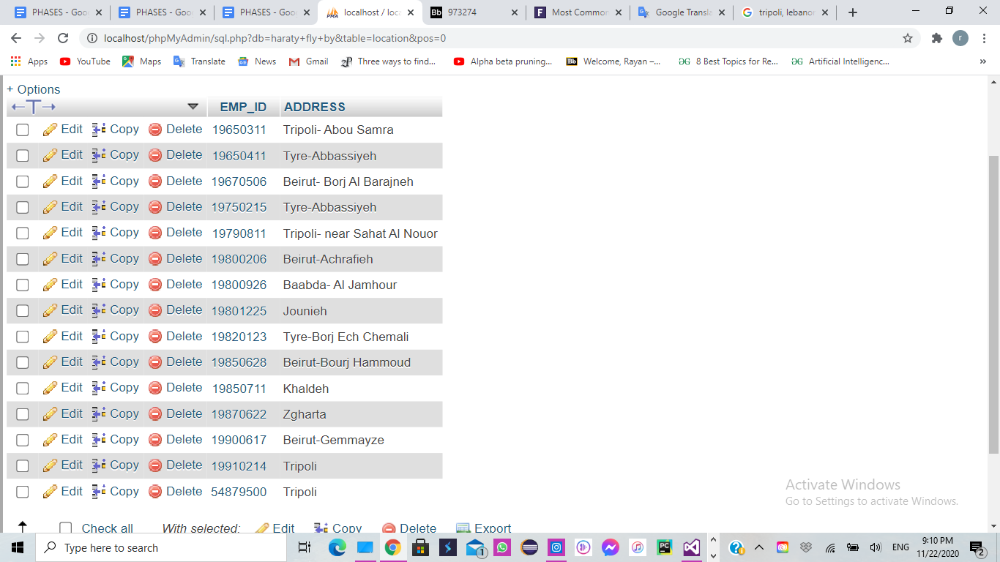 PHASES - Goo
PHASES - Goo
PHASES - Goo
localhost / loca
973274
Most Common
Google Transla
tripoli, lebanon
localhost/phpMyAdmin/sql.php?db=haraty+fly+by&table=location&pos=0
r
Apps YouTube Maps Translate News Gmail Three ways to find... Alpha beta pruning... Bb Welcome, Rayan –... 8 Best Topics for Re... Artificial Intelligenc... »
+ Options
←T→ EMP_ID ADDRESS
Edit Copy Delete 19650311 Tripoli- Abou Samra
Edit Copy Delete 19650411 Tyre-Abbassiyeh
Edit Copy Delete 19670506 Beirut- Borj Al Barajneh
Edit Copy Delete 19750215 Tyre-Abbassiyeh
Edit Copy Delete 19790811 Tripoli- near Sahat Al Nouor
Edit Copy Delete 19800206 Beirut-Achrafieh
Edit Copy Delete 19800926 Baabda- Al Jamhour
Edit Copy Delete 19801225 Jounieh
Edit Copy Delete 19820123 Tyre-Borj Ech Chemali
Edit Copy Delete 19850628 Beirut-Bourj Hammoud
Edit Copy Delete 19850711 Khaldeh
Edit Copy Delete 19870622 Zgharta
Edit Copy Delete 19900617 Beirut-Gemmayze
Edit Copy Delete 19910214 Tripoli
Edit Copy Delete 54879500 Tripoli
Check all With selected: Edit Copy Delete Export
Activate Windows
Go to Settings to activate Windows.
Type here to search
ENG
9:10 PM
11/22/2020
2